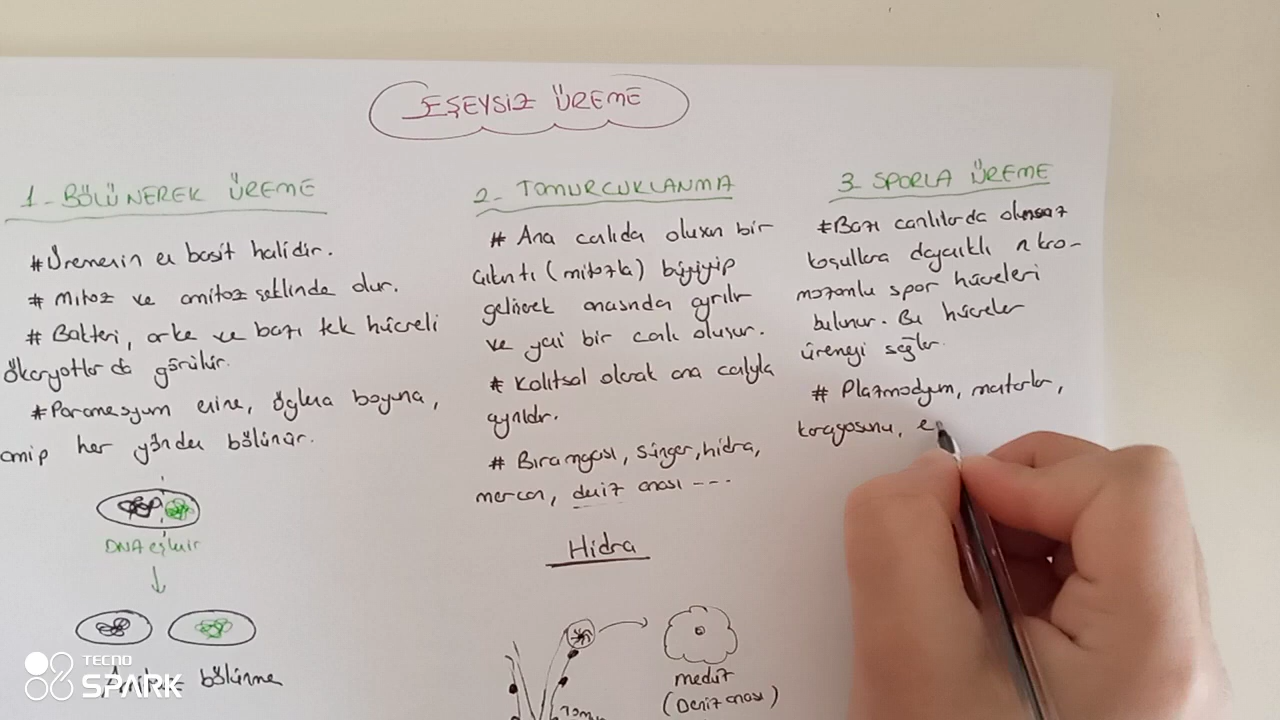 EŞEYSİZ ÜREME
1- BÖLÜNEREK ÜREME
#Üremenin en basit halidir.
# Mitoz ve amitoz şeklinde olur.
# Bakteri, arke ve bazı tek hücreli
ökaryotlarda görülür.
#Paramesyum enine, öglena boyuna,
amip her yönden bölünür.
DNA eşlenir
bölünme
2- TOMURCUKLANMA
# Ana canlıda oluşan bir
çıkıntı (mitozla) büyüyüp
gelişerek anasından ayrılır
ve yeni bir canlı oluşur.
# Kalıtsal olarak ana canlıyla
aynıdır.
# Bira mayası, Sünger, hidra,
mercan, deniz anası ---
Hidra
meduz
(Deniz anası)
Tomur
3- SPORLA ÜREME
#Bazı canlılarda olumsuz
koşullara dayanıklı n kro-
mozomlu spor hücreleri
bulunur. Bu hücreler
üremeyi sağlar.
# Plazmodyum, mantarlar,
karayosunu, e
TECNO
SPARK